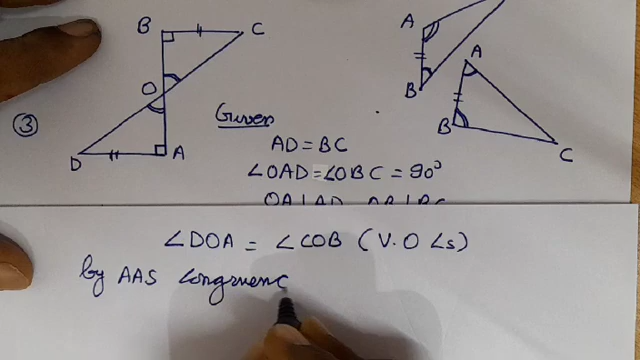 B C
A
O
B
A
③
Given
B
C
D A
AD = BC
∠OAD = ∠OBC = 90°
∠DOA = ∠COB (V.O ∠s)
by AAS Congruenc